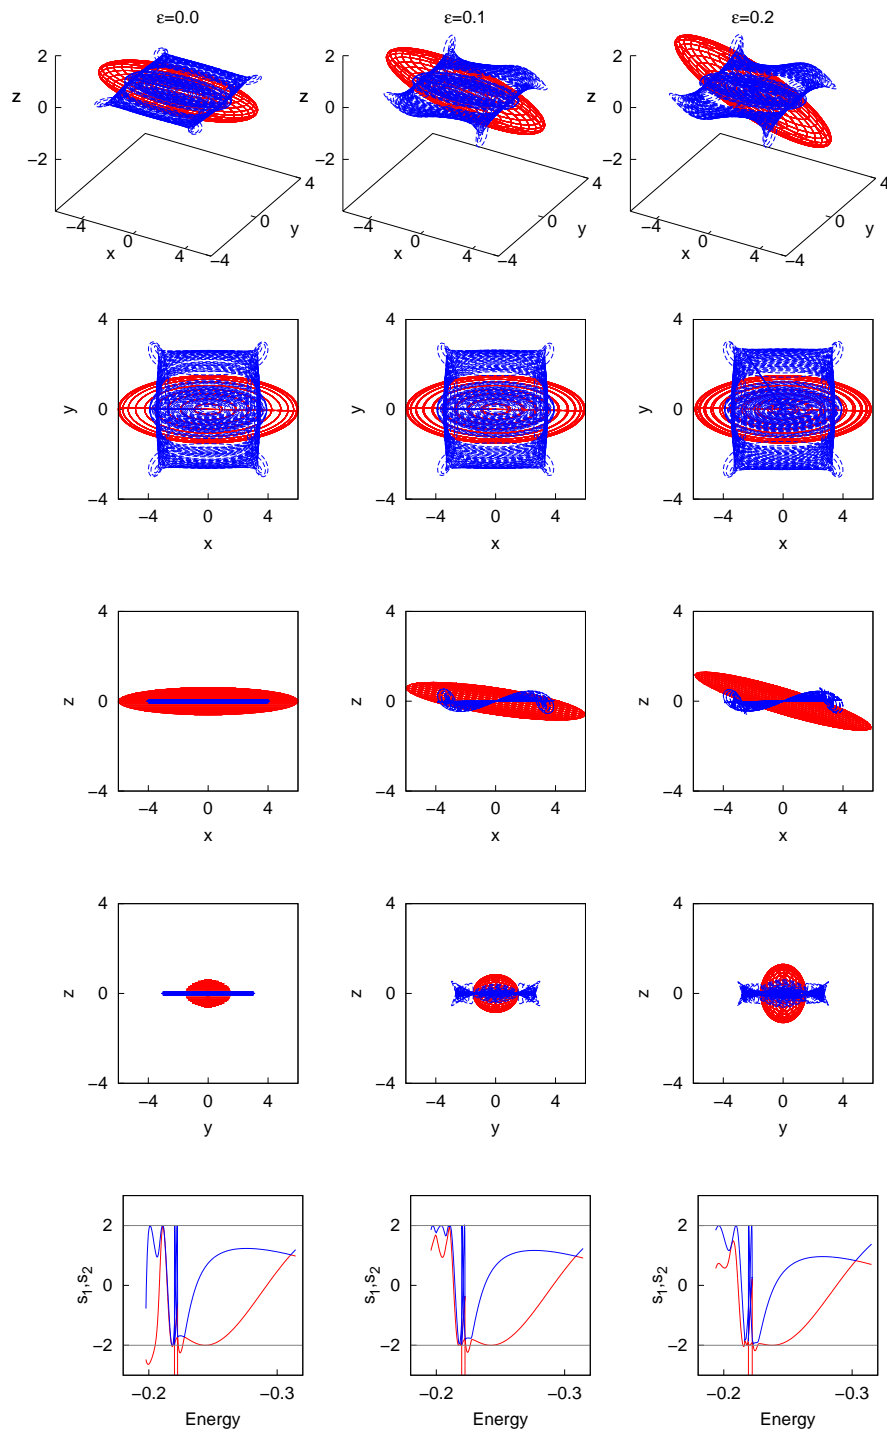 ε=0.0 ε=0.1 ε=0.2
2 2 2
z 0 z 0 z 0
−2 −2 −2
4 4 4
−4 0 −4 0 −4 0
x 0 4 −4 y x 0 4 −4 y x 0 4 −4 y
4 4 4
y 0 y 0 y 0
−4 −4 −4
−4 0 4 −4 0 4 −4 0 4
x x x
4 4 4
z 0 z 0 z 0
−4 −4 −4
−4 0 4 −4 0 4 −4 0 4
x x x
4 4 4
z 0 z 0 z 0
−4 −4 −4
−4 0 4 −4 0 4 −4 0 4
y y y
2 2 2
s1,s2 0 s1,s2 0 s1,s2 0
−2 −2 −2
−0.2 −0.3 −0.2 −0.3 −0.2 −0.3
Energy Energy Energy